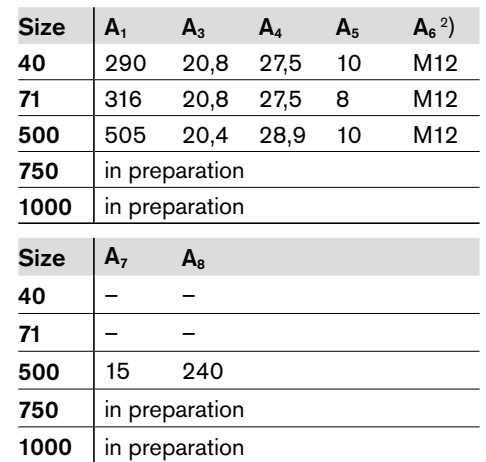 Size A₁ A₃ A₄ A₅ A₆ ²)
40 290 20,8 27,5 10 M12
71 316 20,8 27,5 8 M12
500 505 20,4 28,9 10 M12
750 in preparation
1000 in preparation
Size A₇ A₈
40 – –
71 – –
500 15 240
750 in preparation
1000 in preparation